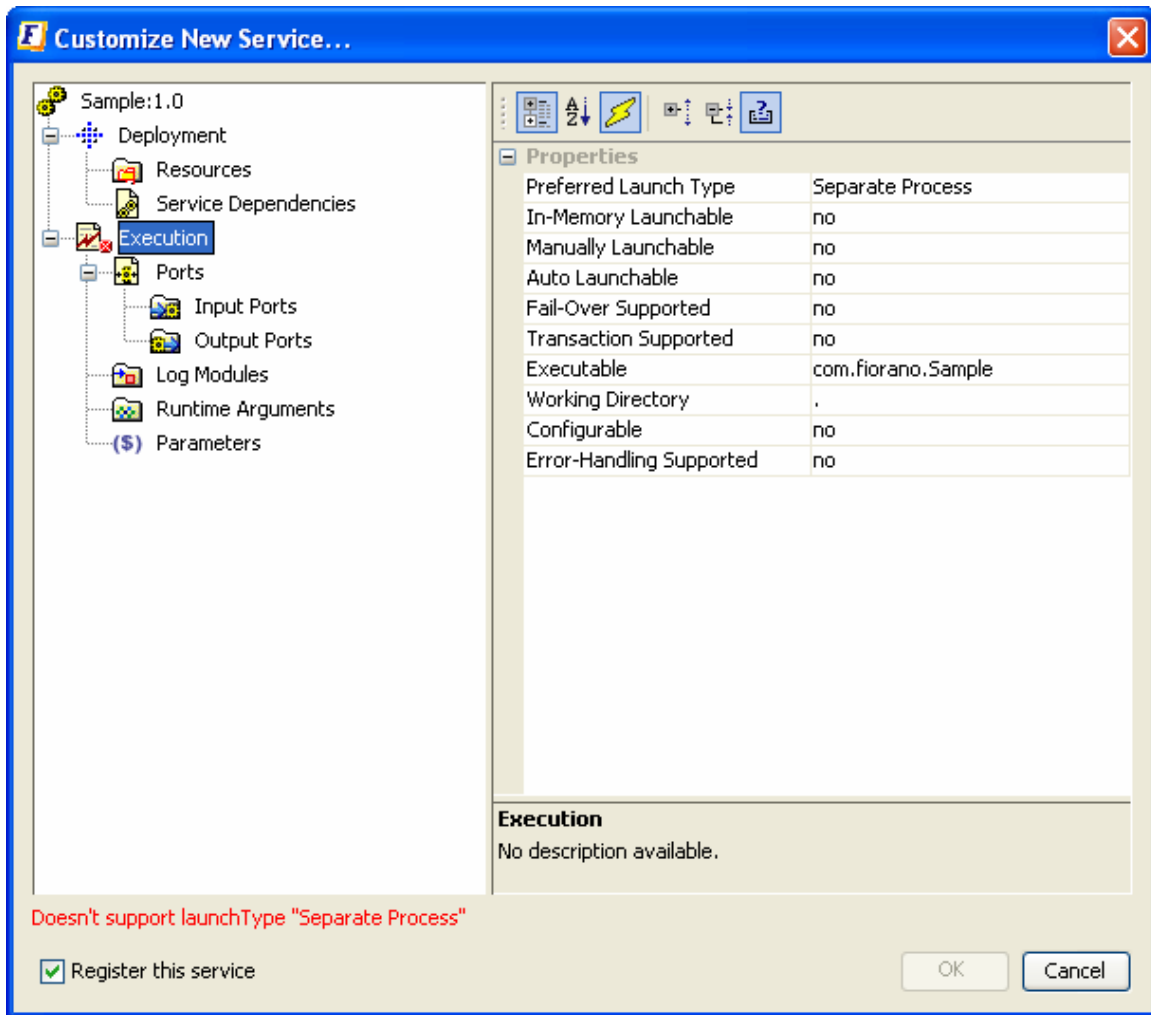 Customize New Service...
Sample:1.0
Deployment
Resources
Service Dependencies
Execution
Ports
Input Ports
Output Ports
Log Modules
Runtime Arguments
($) Parameters
Properties
Preferred Launch Type Separate Process
In-Memory Launchable no
Manually Launchable no
Auto Launchable no
Fail-Over Supported no
Transaction Supported no
Executable com.fiorano.Sample
Working Directory .
Configurable no
Error-Handling Supported no
Execution
No description available.
Doesn't support launchType "Separate Process"
Register this service
OK
Cancel